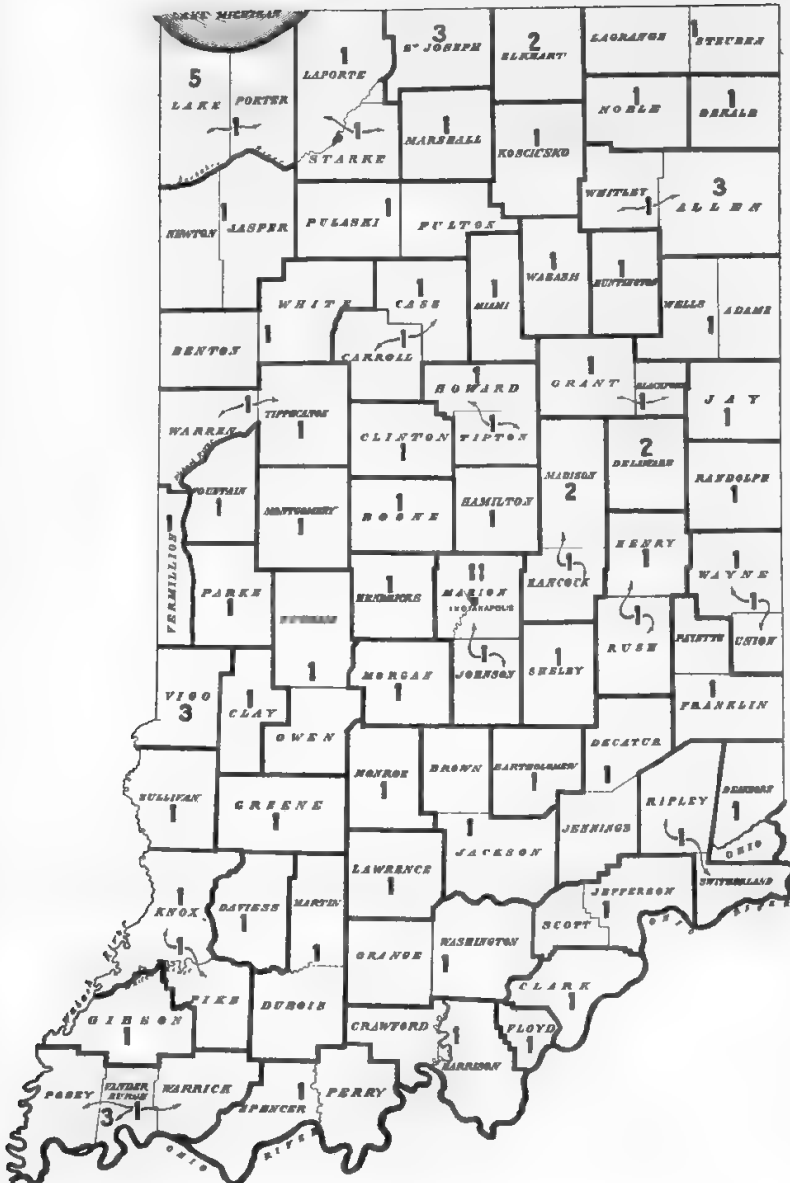 LAKE MICHIGAN
3
ST JOSEPH
2
ELKHART
LAGRANGE
1
STEUBEN
1
LAPORTE
5
LAKE
PORTER
1
1
STARKE
1
MARSHALL
1
KOSCIUSKO
1
NOBLE
1
DEKALB
WHITLEY
1
3
ALLEN
NEWTON
1
JASPER
PULASKI
1
FULTON
1
WABASH
1
HUNTINGTON
WHITE
1
1
CASS
1
MIAMI
WELLS
1
ADAMS
BENTON
CARROLL
1
1
HOWARD
1
GRANT
BLACKFORD
1
JAY
1
WARREN
1
TIPPECANOE
1
CLINTON
1
TIPTON
1
MADISON
2
2
DELAWARE
RANDOLPH
1
FOUNTAIN
1
MONTGOMERY
1
1
BOONE
HAMILTON
1
1
VERMILLION
PARKE
1
1
HENDRICKS
11
MARION
INDIANAPOLIS
1
HANCOCK
HENRY
1
1
WAYNE
1
1
MORGAN
1
1
JOHNSON
1
SHELBY
1
RUSH
FAYETTE
UNION
VIGO
3
1
CLAY
OWEN
1
FRANKLIN
SULLIVAN
1
GREENE
1
MONROE
1
BROWN
BARTHOLOMEW
1
DECATUR
1
RIPLEY
1
DEARBORN
1
OHIO
1
JACKSON
JENNINGS
SWITZERLAND
1
KNOX
1
DAVIESS
1
MARTIN
1
LAWRENCE
1
JEFFERSON
1
SCOTT
OHIO RIVER
ORANGE
WASHINGTON
1
CLARK
1
GIBSON
1
PIKE
DUBOIS
CRAWFORD
1
HARRISON
FLOYD
1
POSEY
VANDERBURGH
3
1
WARRICK
1
SPENCER
PERRY
OHIO RIVER